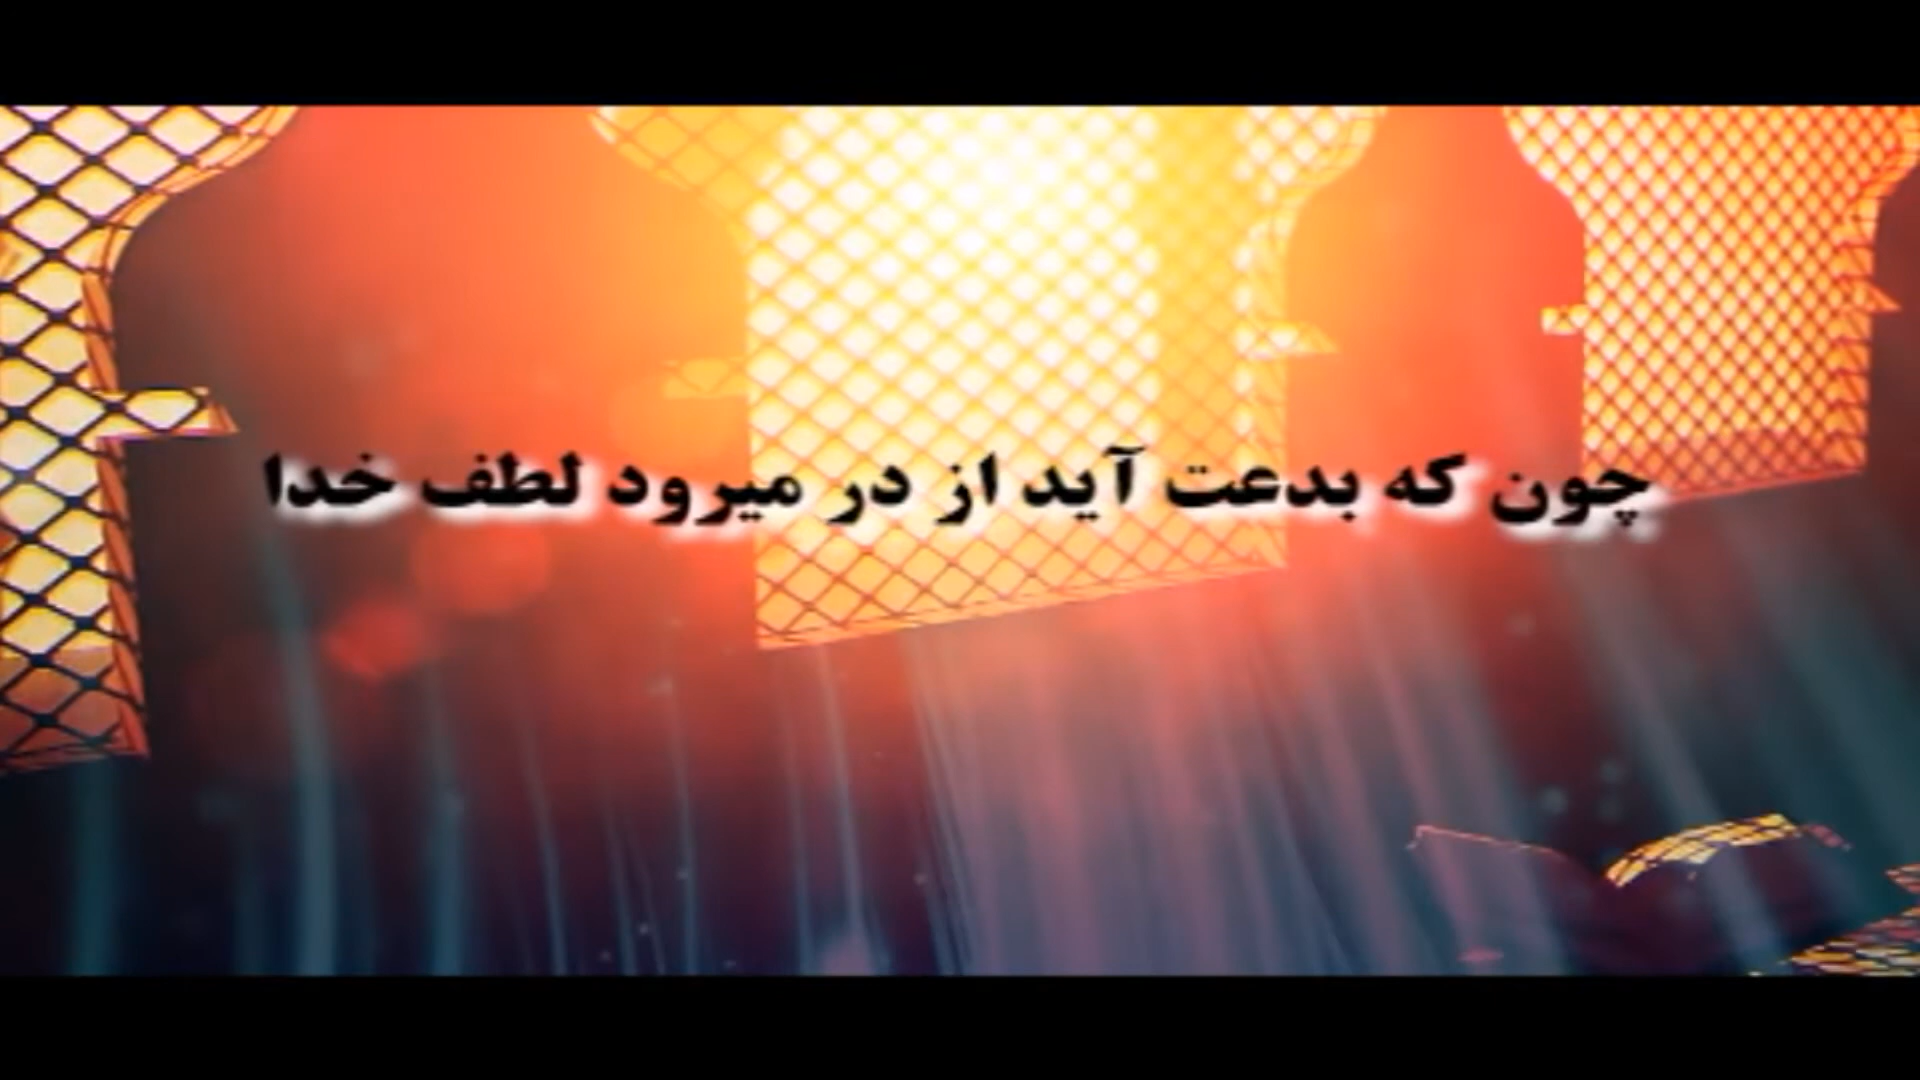 چون که بدعت آید از در میرود لطف خدا